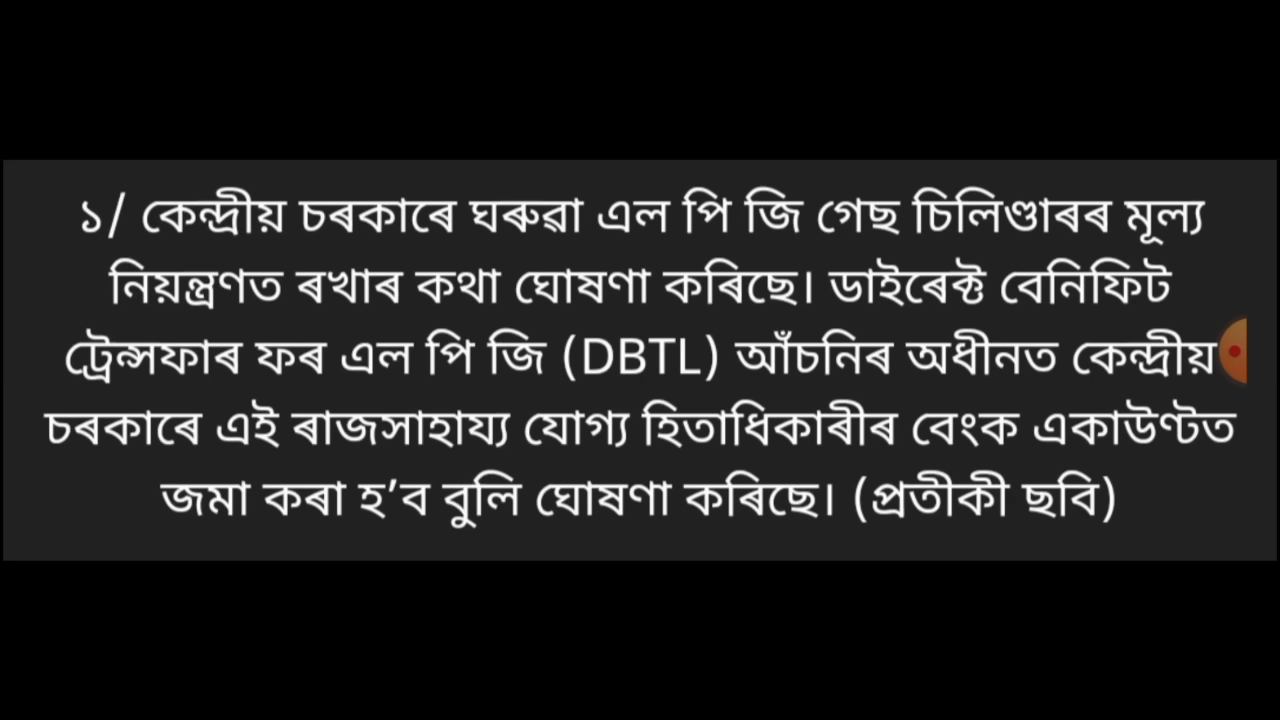 ১/ কেন্দ্ৰীয় চৰকাৰে ঘৰুৱা এল পি জি গেছ চিলিণ্ডাৰৰ মূল্য
নিয়ন্ত্ৰণত ৰখাৰ কথা ঘোষণা কৰিছে। ডাইৰেক্ট বেনিফিট
ট্ৰেন্সফাৰ ফৰ এল পি জি (DBTL) আঁচনিৰ অধীনত কেন্দ্ৰীয়
চৰকাৰে এই ৰাজসাহায্য যোগ্য হিতাধিকাৰীৰ বেংক একাউণ্টত
জমা কৰা হ’ব বুলি ঘোষণা কৰিছে। (প্ৰতীকী ছবি)